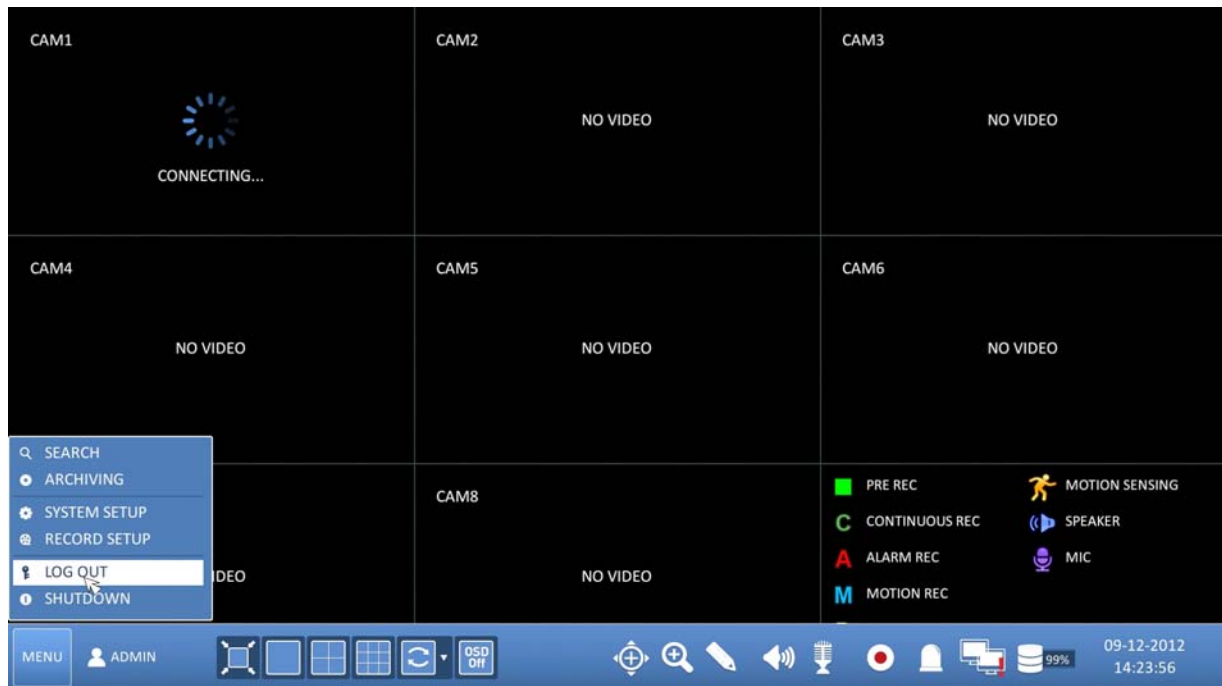 CAM1
CAM2
CAM3
CONNECTING...
NO VIDEO
NO VIDEO
CAM4
CAM5
CAM6
NO VIDEO
NO VIDEO
NO VIDEO
SEARCH
ARCHIVING
SYSTEM SETUP
RECORD SETUP
LOG OUT
SHUTDOWN
IDEO
CAM8
NO VIDEO
PRE REC
C CONTINUOUS REC
A ALARM REC
M MOTION REC
MOTION SENSING
SPEAKER
MIC
MENU
ADMIN
OSD
Off
99%
09-12-2012
14:23:56